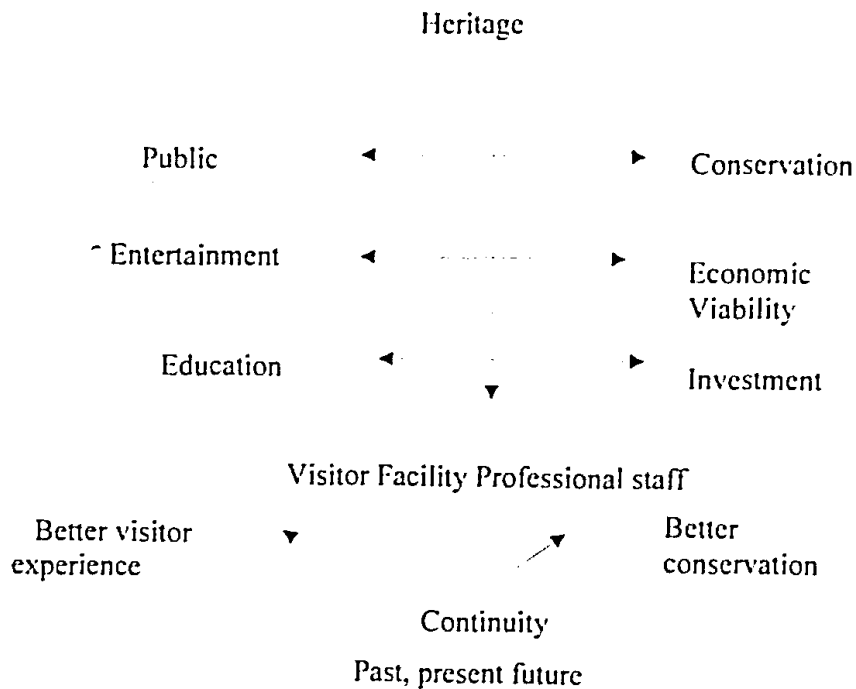 Heritage
Public
Conservation
Entertainment
Economic
Viability
Education
Investment
Visitor Facility Professional staff
Better visitor
experience
Better
conservation
Continuity
Past, present future